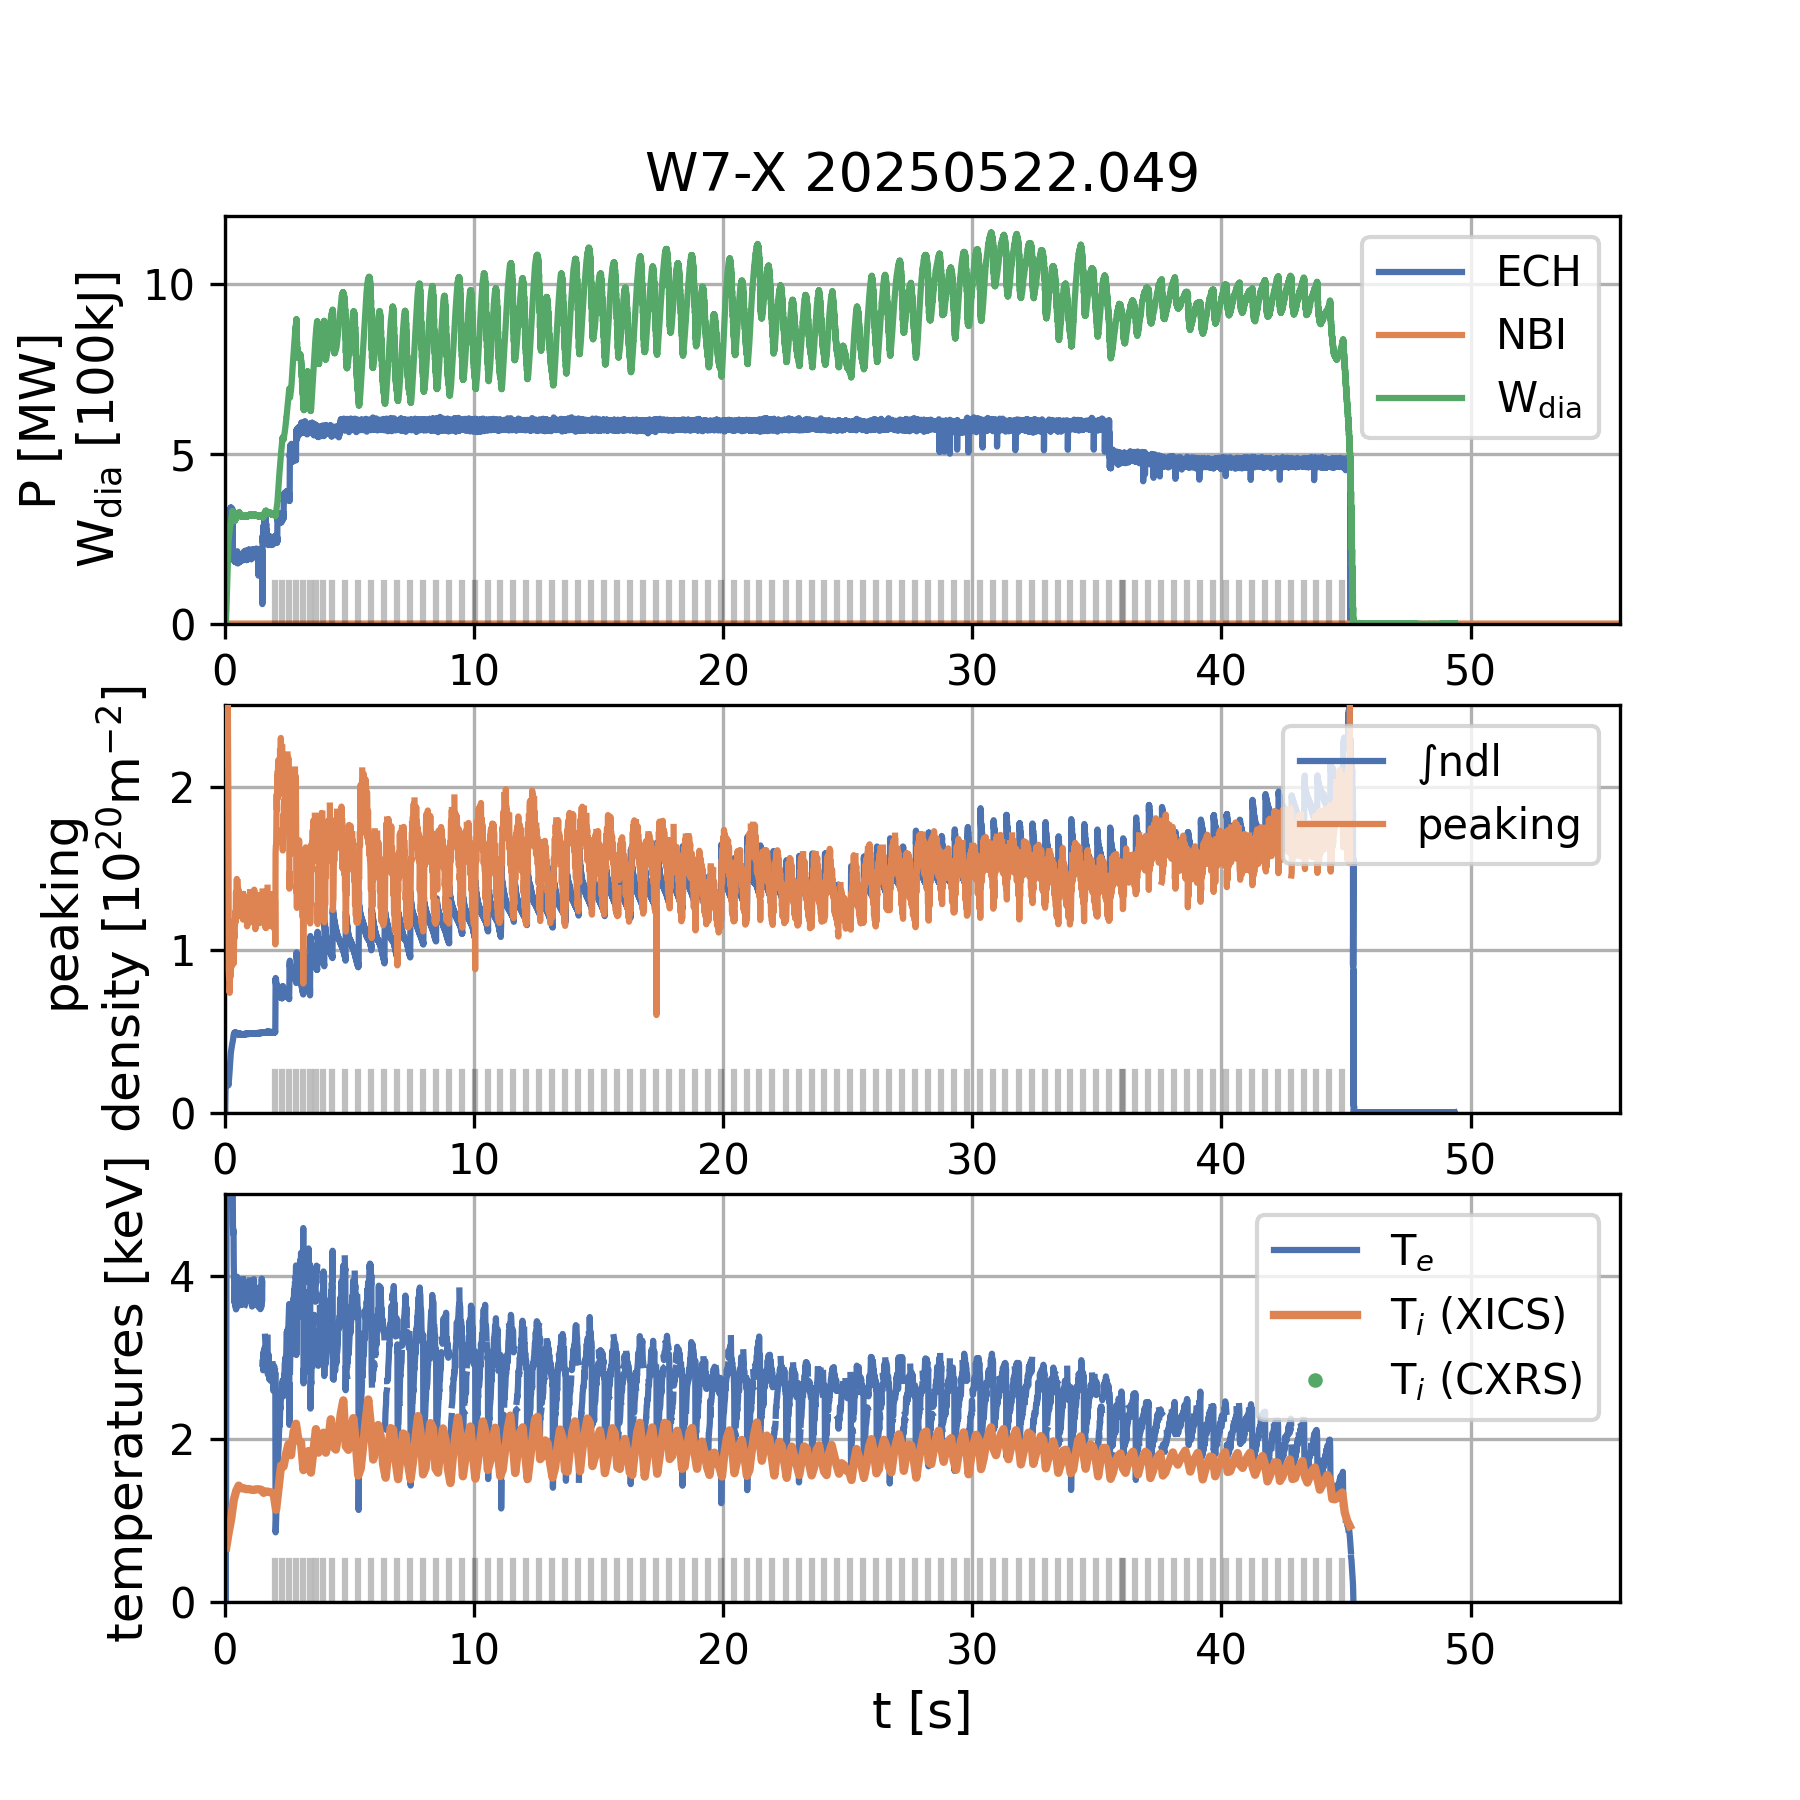 W7-X 20250522.049
P [MW]
W_dia [100kJ]
10
5
0
ECH
NBI
W_dia
0 10 20 30 40 50
peaking
density [10²⁰m⁻²]
2
1
0
∫ndl
peaking
0 10 20 30 40 50
temperatures [keV]
4
2
0
T_e
T_i (XICS)
T_i (CXRS)
0 10 20 30 40 50
t [s]